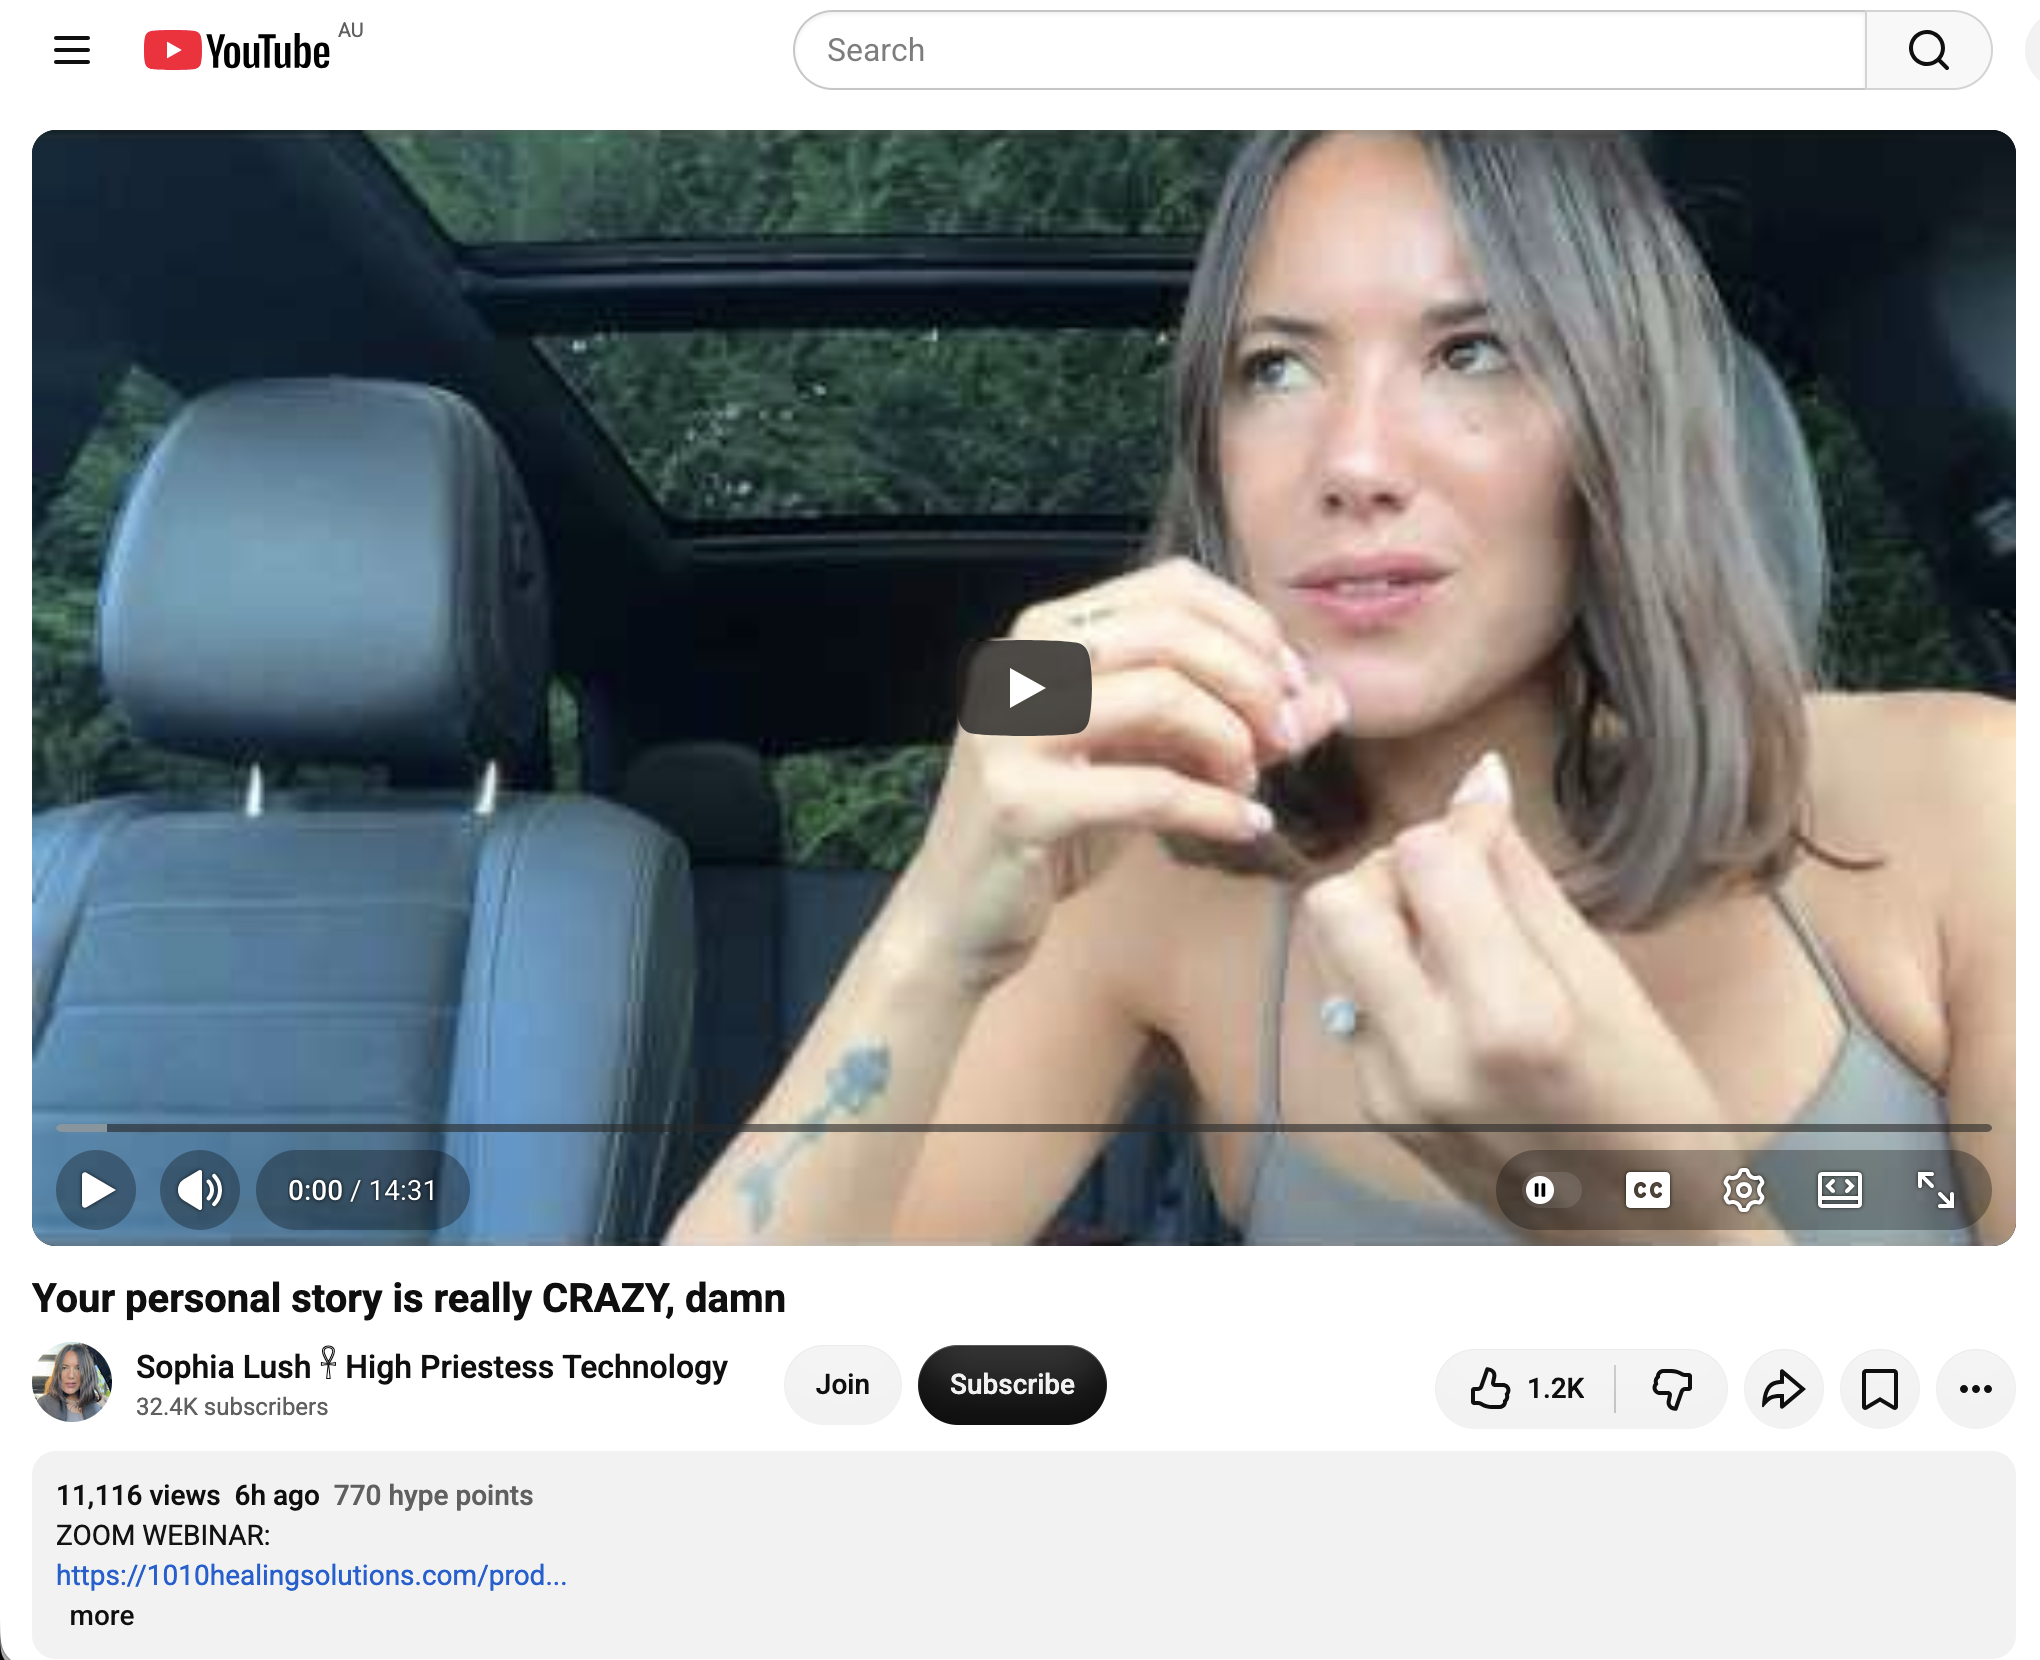 YouTube AU
Search
0:00 / 14:31
CC
Your personal story is really CRAZY, damn
Sophia Lush ☥ High Priestess Technology
32.4K subscribers
Join
Subscribe
1.2K
11,116 views 6h ago 770 hype points
ZOOM WEBINAR:
https://1010healingsolutions.com/prod...
more